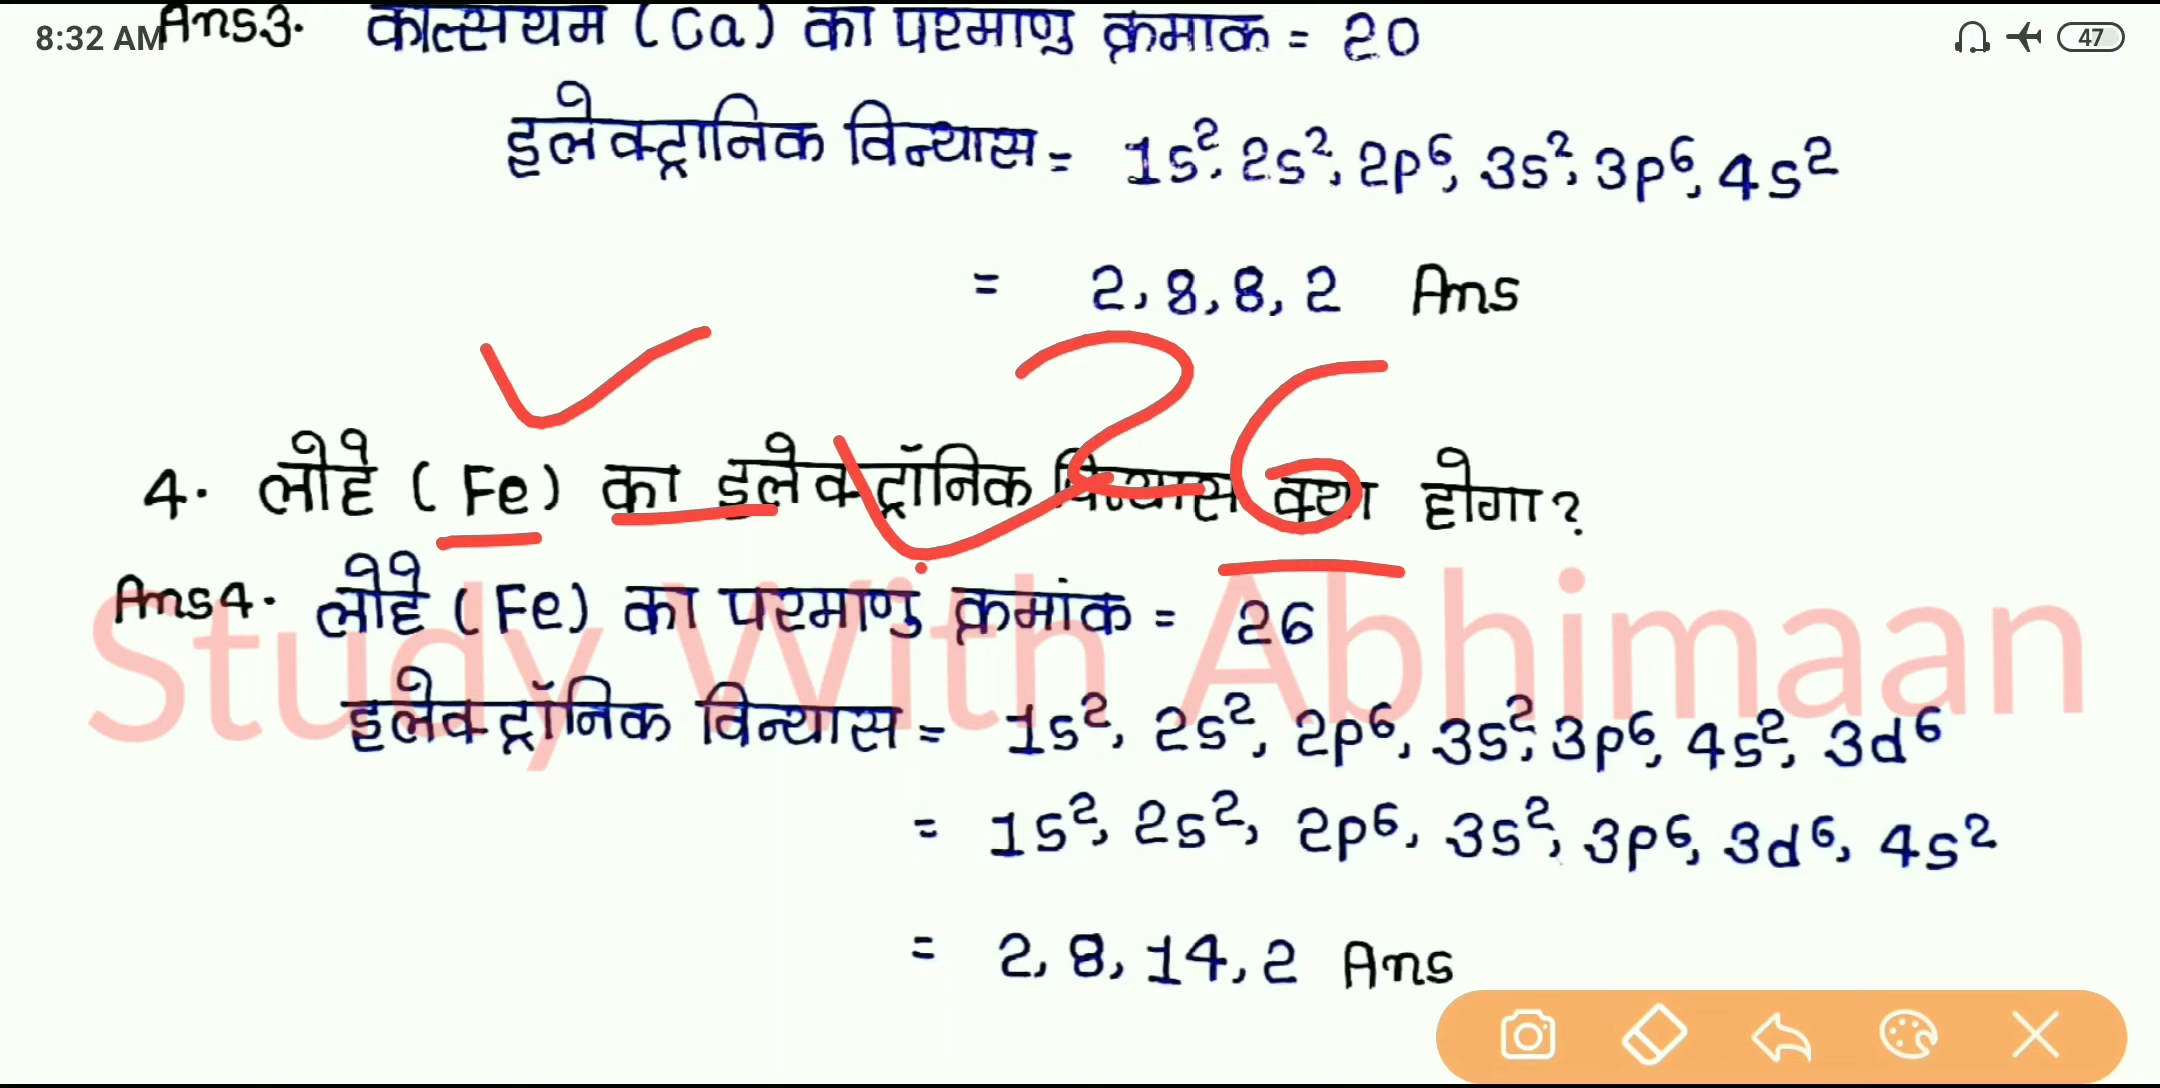 8:32 AM 47
Ans3. काल्सियम (Ca) का परमाणु क्रमांक = 20
इलेक्ट्रानिक विन्यास = 1s², 2s², 2p⁶, 3s², 3p⁶, 4s²
= 2, 8, 8, 2 Ans
26
4. लोहे (Fe) का इलेक्ट्रॉनिक विन्यास क्या होगा?
Ans4. लोहे (Fe) का परमाणु क्रमांक = 26
Study With Abhimaan
इलेक्ट्रॉनिक विन्यास = 1s², 2s², 2p⁶, 3s², 3p⁶, 4s², 3d⁶
= 1s², 2s², 2p⁶, 3s², 3p⁶, 3d⁶, 4s²
= 2, 8, 14, 2 Ans